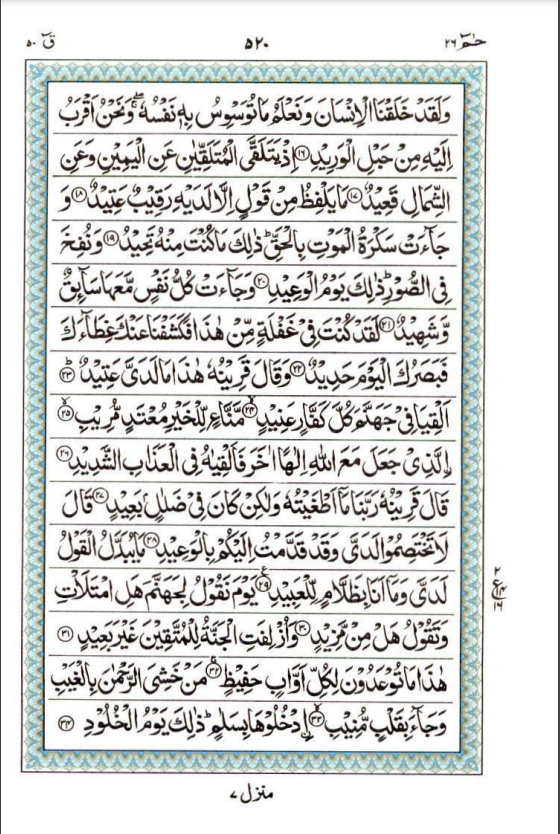 حٰمٓ ٢٦ ٥٢٠ قٓ ٥٠
وَلَقَدْ خَلَقْنَا الْاِنْسَانَ وَنَعْلَمُ مَا تُوَسْوِسُ بِهٖ نَفْسُهٗ ۖۚ وَنَحْنُ اَقْرَبُ
اِلَيْهِ مِنْ حَبْلِ الْوَرِيْدِ ﴿١٦﴾ اِذْ يَتَلَقَّى الْمُتَلَقِّيٰنِ عَنِ الْيَمِيْنِ وَعَنِ
الشِّمَالِ قَعِيْدٌ ﴿١٧﴾ مَا يَلْفِظُ مِنْ قَوْلٍ اِلَّا لَدَيْهِ رَقِيْبٌ عَتِيْدٌ ﴿١٨﴾ وَ
جَآءَتْ سَكْرَةُ الْمَوْتِ بِالْحَقِّ ؕ ذٰلِكَ مَا كُنْتَ مِنْهُ تَحِيْدُ ﴿١٩﴾ وَنُفِخَ
فِى الصُّوْرِ ؕ ذٰلِكَ يَوْمُ الْوَعِيْدِ ﴿٢٠﴾ وَجَآءَتْ كُلُّ نَفْسٍ مَّعَهَا سَآئِقٌ
وَّشَهِيْدٌ ﴿٢١﴾ لَقَدْ كُنْتَ فِىْ غَفْلَةٍ مِّنْ هٰذَا فَكَشَفْنَا عَنْكَ غِطَآءَكَ
فَبَصَرُكَ الْيَوْمَ حَدِيْدٌ ﴿٢٢﴾ وَقَالَ قَرِيْنُهٗ هٰذَا مَا لَدَىَّ عَتِيْدٌ ؕ ﴿٢٣﴾
اَلْقِيَا فِىْ جَهَنَّمَ كُلَّ كَفَّارٍ عَنِيْدٍ ۙ ﴿٢٤﴾ مَّنَّاعٍ لِّلْخَيْرِ مُعْتَدٍ مُّرِيْبٍ ۙ ﴿٢٥﴾
اِۨلَّذِىْ جَعَلَ مَعَ اللّٰهِ اِلٰهًا اٰخَرَ فَاَلْقِيٰهُ فِى الْعَذَابِ الشَّدِيْدِ ﴿٢٦﴾
قَالَ قَرِيْنُهٗ رَبَّنَا مَاۤ اَطْغَيْتُهٗ وَلٰكِنْ كَانَ فِىْ ضَلٰلٍۢ بَعِيْدٍ ﴿٢٧﴾ قَالَ
لَا تَخْتَصِمُوْا لَدَىَّ وَقَدْ قَدَّمْتُ اِلَيْكُمْ بِالْوَعِيْدِ ﴿٢٨﴾ مَا يُبَدَّلُ الْقَوْلُ
لَدَىَّ وَمَاۤ اَنَا بِظَلَّامٍ لِّلْعَبِيْدِ ﴿٢٩﴾ ع يَوْمَ نَقُوْلُ لِجَهَنَّمَ هَلِ امْتَلَاْتِ
وَتَقُوْلُ هَلْ مِنْ مَّزِيْدٍ ﴿٣٠﴾ وَاُزْلِفَتِ الْجَنَّةُ لِلْمُتَّقِيْنَ غَيْرَ بَعِيْدٍ ﴿٣١﴾
هٰذَا مَا تُوْعَدُوْنَ لِكُلِّ اَوَّابٍ حَفِيْظٍ ۚ ﴿٣٢﴾ مَنْ خَشِىَ الرَّحْمٰنَ بِالْغَيْبِ
وَجَآءَ بِقَلْبٍ مُّنِيْبٍ ۙ ﴿٣٣﴾ ۨادْخُلُوْهَا بِسَلٰمٍ ؕ ذٰلِكَ يَوْمُ الْخُلُوْدِ ﴿٣٤﴾
٢
ع ١٤
١٦
منزل ٧